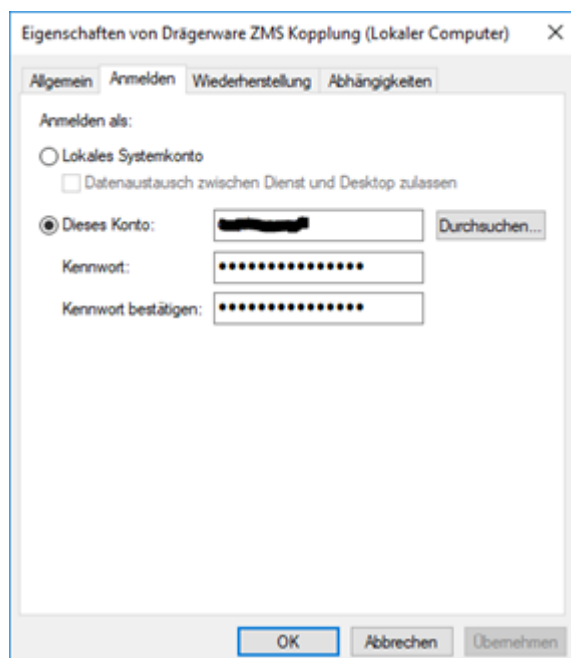 Eigenschaften von Drägerware ZMS Kopplung (Lokaler Computer)
Allgemein Anmelden Wiederherstellung Abhängigkeiten
Anmelden als:
Lokales Systemkonto
Datenaustausch zwischen Dienst und Desktop zulassen
Dieses Konto: Durchsuchen...
Kennwort: •••••••••••••••
Kennwort bestätigen: •••••••••••••••
OK Abbrechen Übernehmen